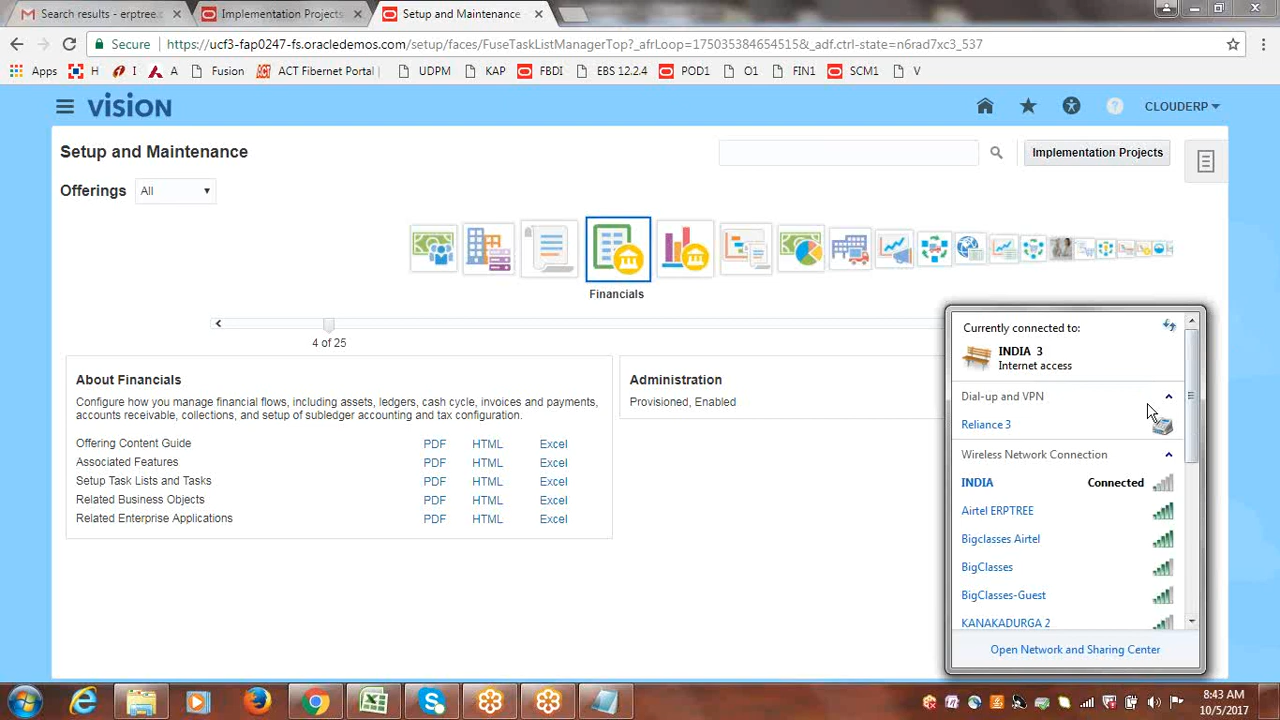 Search results - erptree. × Implementation Projects × Setup and Maintenance ×
Secure https://ucf3-fap0247-fs.oracledemos.com/setup/faces/FuseTaskListManagerTop?_afrLoop=1750353846545158&_adf.ctrl-state=n6rad7xc3_537
Apps H I A Fusion ACT Fibernet Portal UDPM KAP FBDI EBS 12.2.4 POD1 O1 FIN1 SCM1 V
VISION CLOUDERP
Setup and Maintenance Implementation Projects
Offerings All
Financials
4 of 25
About Financials
Configure how you manage financial flows, including assets, ledgers, cash cycle, invoices and payments,
accounts receivable, collections, and setup of subledger accounting and tax configuration.
Offering Content Guide PDF HTML Excel
Associated Features PDF HTML Excel
Setup Task Lists and Tasks PDF HTML Excel
Related Business Objects PDF HTML Excel
Related Enterprise Applications PDF HTML Excel
Administration
Provisioned, Enabled
Currently connected to:
INDIA 3
Internet access
Dial-up and VPN
Reliance 3
Wireless Network Connection
INDIA Connected
Airtel ERPTREE
Bigclasses Airtel
BigClasses
BigClasses-Guest
KANAKADURGA 2
Open Network and Sharing Center
8:43 AM
10/5/2017